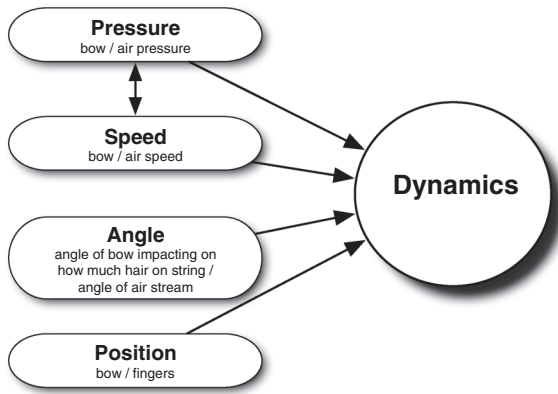 Pressure
bow / air pressure
Speed
bow / air speed
Dynamics
Angle
angle of bow impacting on
how much hair on string /
angle of air stream
Position
bow / fingers